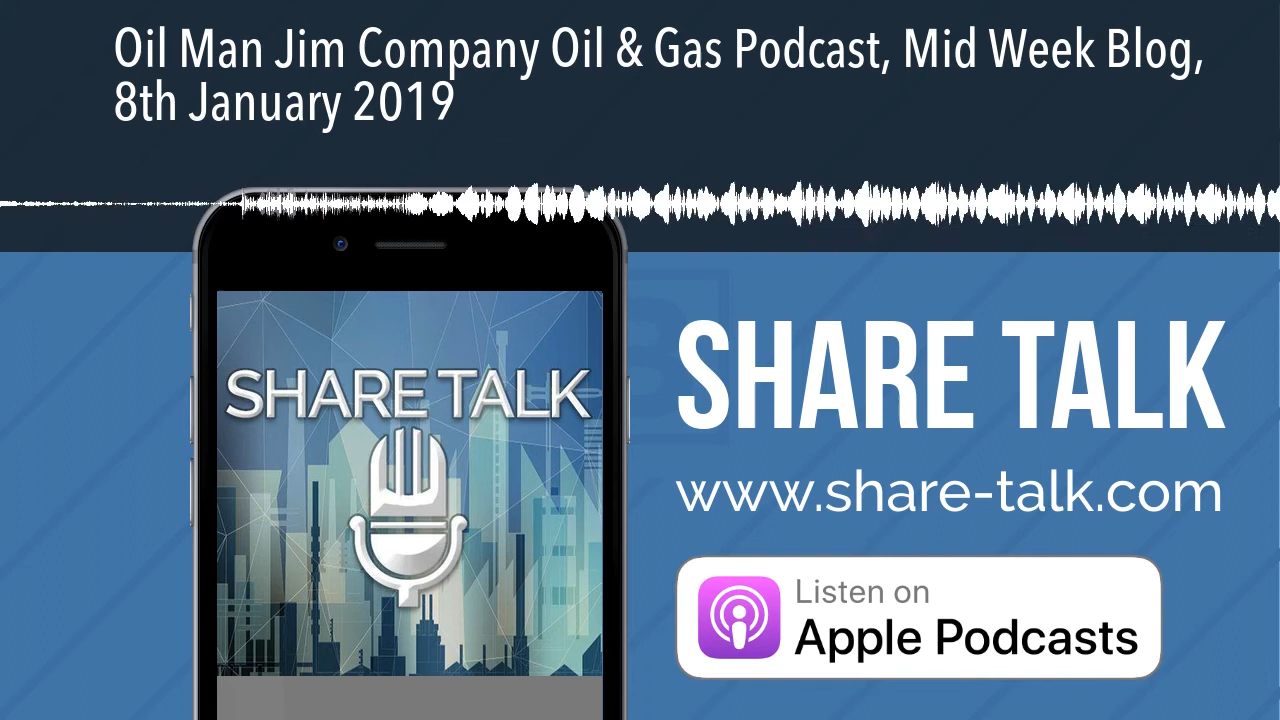 Oil Man Jim Company Oil & Gas Podcast, Mid Week Blog,
8th January 2019
SHARE TALK
SHARE TALK
www.share-talk.com
Listen on
Apple Podcasts